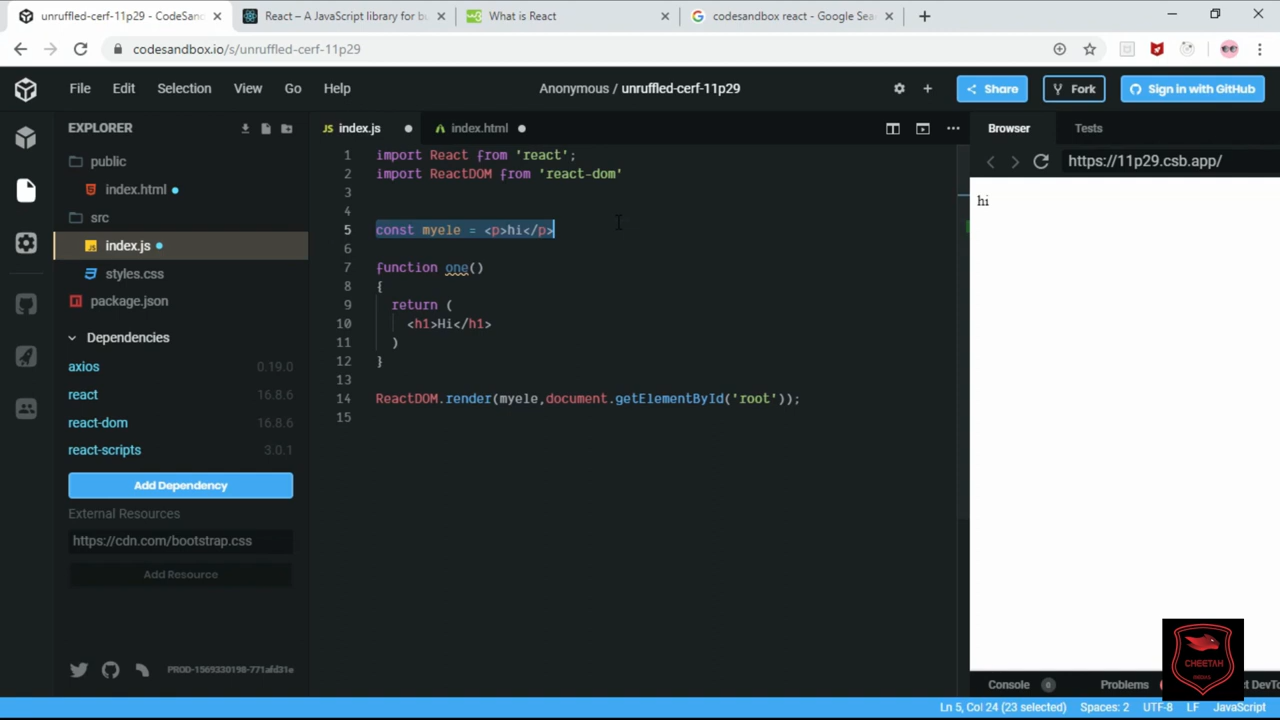 unruffled-cerf-11p29 - CodeSan
React – A JavaScript library for bu
What is React
codesandbox react - Google Sea
codesandbox.io/s/unruffled-cerf-11p29
File Edit Selection View Go Help
Anonymous / unruffled-cerf-11p29
Share
Fork
Sign in with GitHub
EXPLORER
public
index.html
src
index.js
styles.css
package.json
Dependencies
axios 0.19.0
react 16.8.6
react-dom 16.8.6
react-scripts 3.0.1
Add Dependency
External Resources
https://cdn.com/bootstrap.css
Add Resource
PROD-1569330198-771afd31e
JS index.js
index.html
1 import React from 'react';
2 import ReactDOM from 'react-dom'
3
4
5 const myele = <p>hi</p>
6
7 function one()
8 {
9 return (
10 <h1>Hi</h1>
11 )
12 }
13
14 ReactDOM.render(myele,document.getElementById('root'));
15
Browser
Tests
https://11p29.csb.app/
hi
CHEETAH
Console 0
Problems
t DevTo
Ln 5, Col 24 (23 selected) Spaces: 2 UTF-8 LF JavaScript